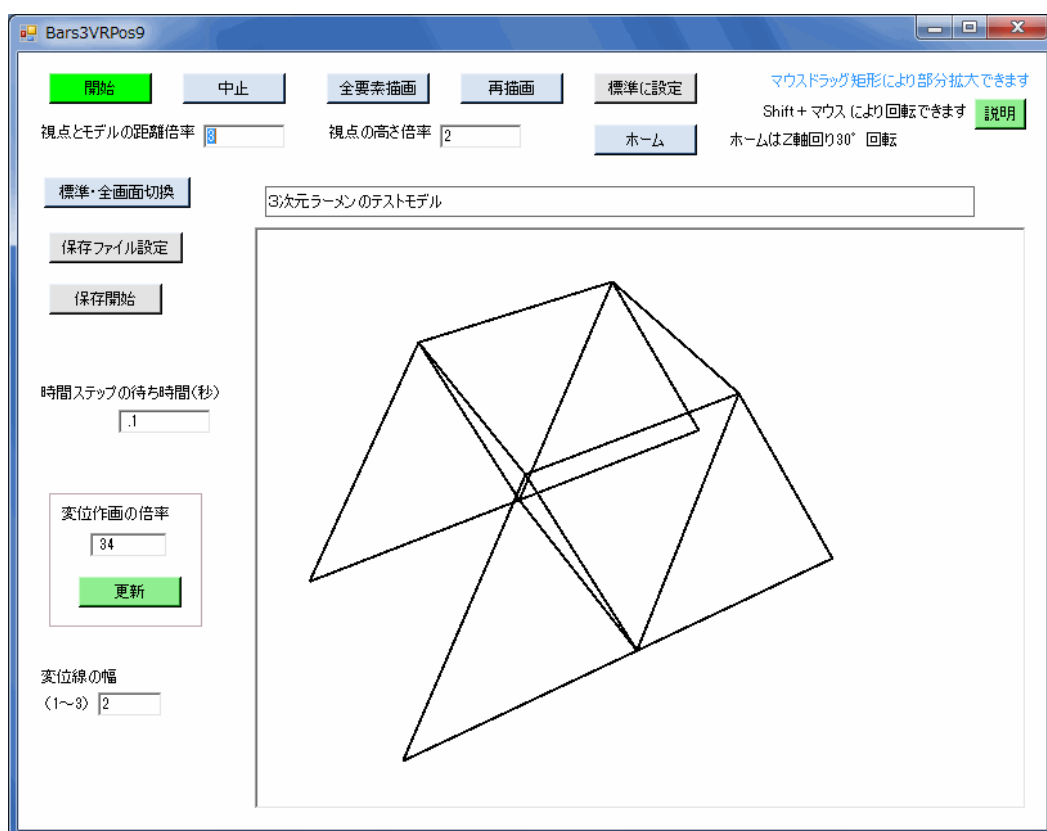 Bars3VRPos9
開始
中止
全要素描画
再描画
標準に設定
マウスドラッグ矩形により部分拡大できます
Shift+マウス により回転できます
説明
視点とモデルの距離倍率 3
視点の高さ倍率 2
ホーム
ホームはZ軸回り30° 回転
標準・全画面切換
3次元ラーメンのテストモデル
保存ファイル設定
保存開始
時間ステップの待ち時間(秒)
.1
変位作画の倍率
34
更新
変位線の幅
(1~3) 2